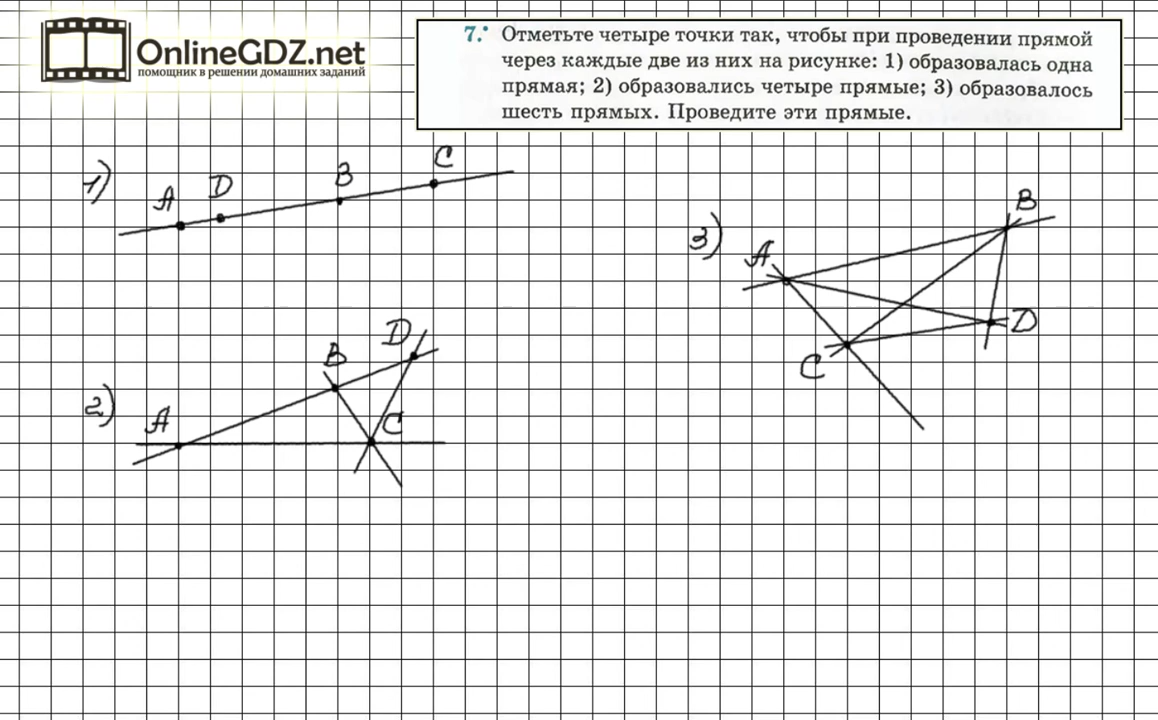 OnlineGDZ.net
помощник в решении домашних заданий
7.• Отметьте четыре точки так, чтобы при проведении прямой
через каждые две из них на рисунке: 1) образовалась одна
прямая; 2) образовались четыре прямые; 3) образовалось
шесть прямых. Проведите эти прямые.
1)
A D B C
2)
A B D C
3)
A B C D